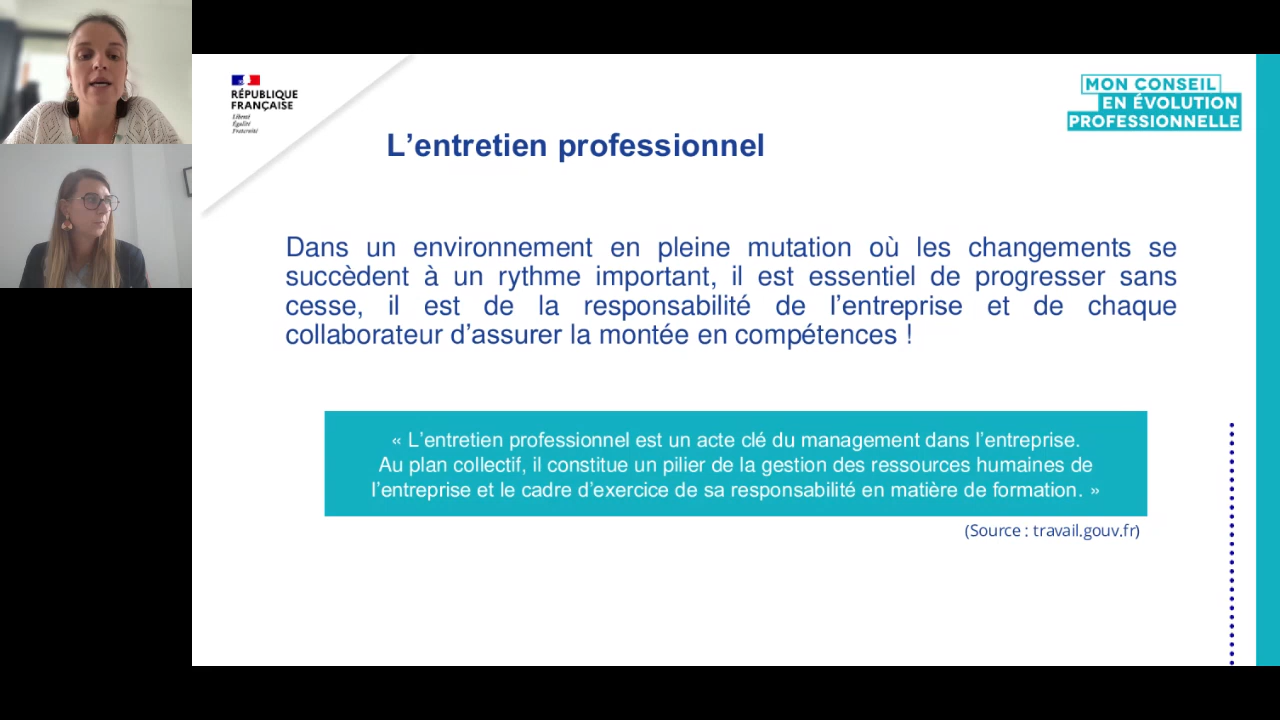 RÉPUBLIQUE
FRANÇAISE
Liberté
Égalité
Fraternité
MON CONSEIL
EN ÉVOLUTION
PROFESSIONNELLE
L’entretien professionnel
Dans un environnement en pleine mutation où les changements se
succèdent à un rythme important, il est essentiel de progresser sans
cesse, il est de la responsabilité de l’entreprise et de chaque
collaborateur d’assurer la montée en compétences !
« L’entretien professionnel est un acte clé du management dans l’entreprise.
Au plan collectif, il constitue un pilier de la gestion des ressources humaines de
l’entreprise et le cadre d’exercice de sa responsabilité en matière de formation. »
(Source : travail.gouv.fr)